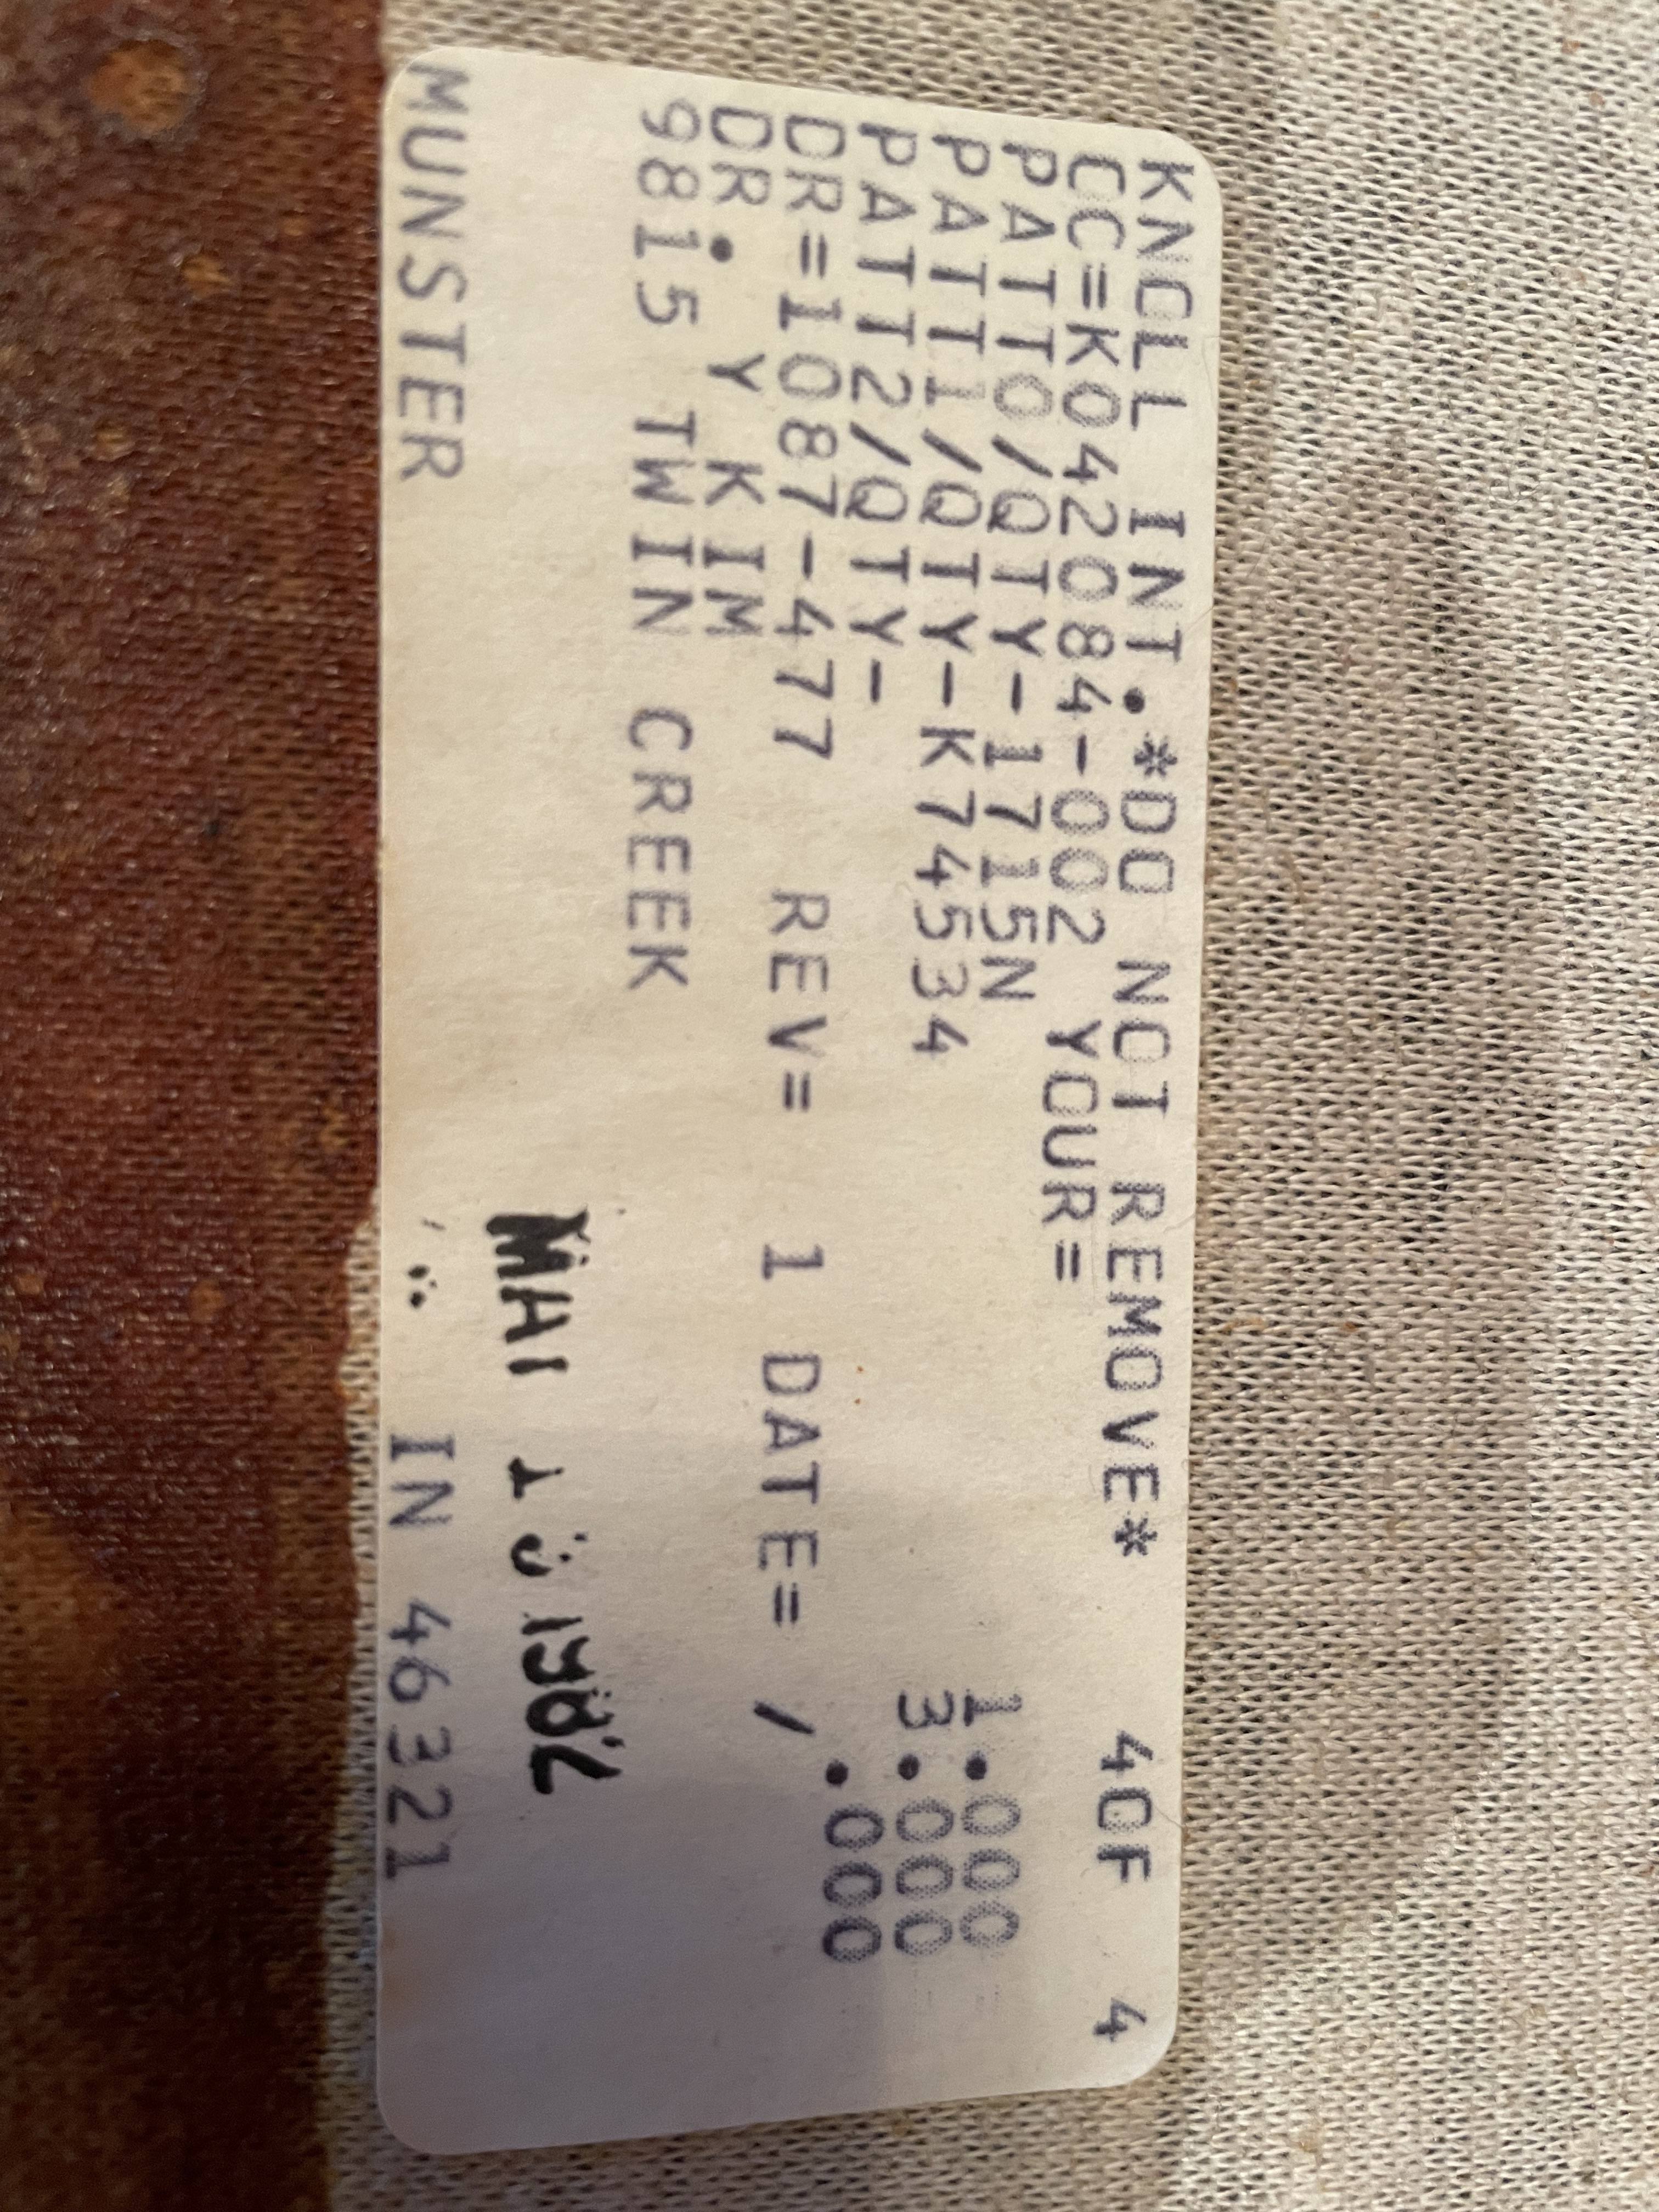 KNOLL INT. *DO NOT REMOVE* 4OF 4
CC=K042084-002 YOUR=
PATT0/QTY-1715N 1.000
PATT1/QTY-K74534 3.000
PATT2/QTY- .000
DR=1087-477 REV= 1 DATE= /
DR. Y KIM
9815 TWIN CREEK
MUNSTER IN 46321